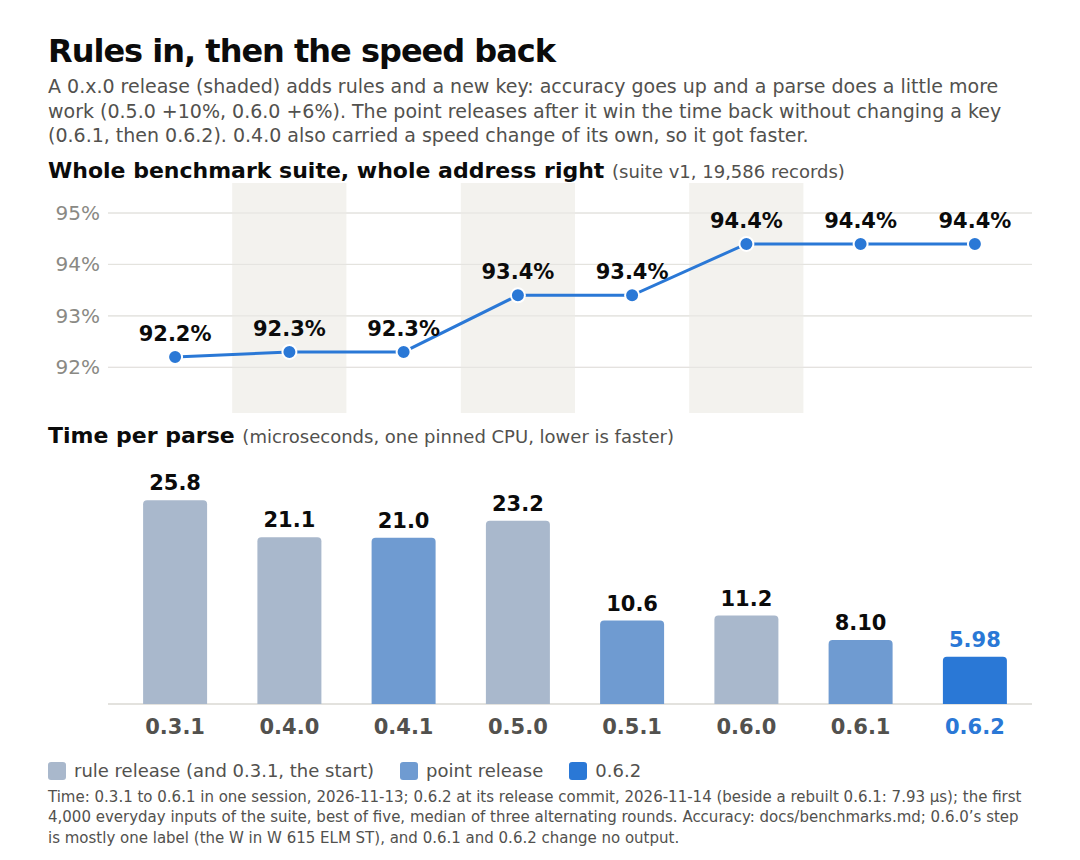 Rules in, then the speed back
A 0.x.0 release (shaded) adds rules and a new key: accuracy goes up and a parse does a little more
work (0.5.0 +10%, 0.6.0 +6%). The point releases after it win the time back without changing a key
(0.6.1, then 0.6.2). 0.4.0 also carried a speed change of its own, so it got faster.
Whole benchmark suite, whole address right (suite v1, 19,586 records)
95%
94%
93%
92%
92.2%
92.3%
92.3%
93.4%
93.4%
94.4%
94.4%
94.4%
Time per parse (microseconds, one pinned CPU, lower is faster)
25.8
21.1
21.0
23.2
10.6
11.2
8.10
5.98
0.3.1
0.4.0
0.4.1
0.5.0
0.5.1
0.6.0
0.6.1
0.6.2
rule release (and 0.3.1, the start)
point release
0.6.2
Time: 0.3.1 to 0.6.1 in one session, 2026-11-13; 0.6.2 at its release commit, 2026-11-14 (beside a rebuilt 0.6.1: 7.93 µs); the first
4,000 everyday inputs of the suite, best of five, median of three alternating rounds. Accuracy: docs/benchmarks.md; 0.6.0’s step
is mostly one label (the W in W 615 ELM ST), and 0.6.1 and 0.6.2 change no output.